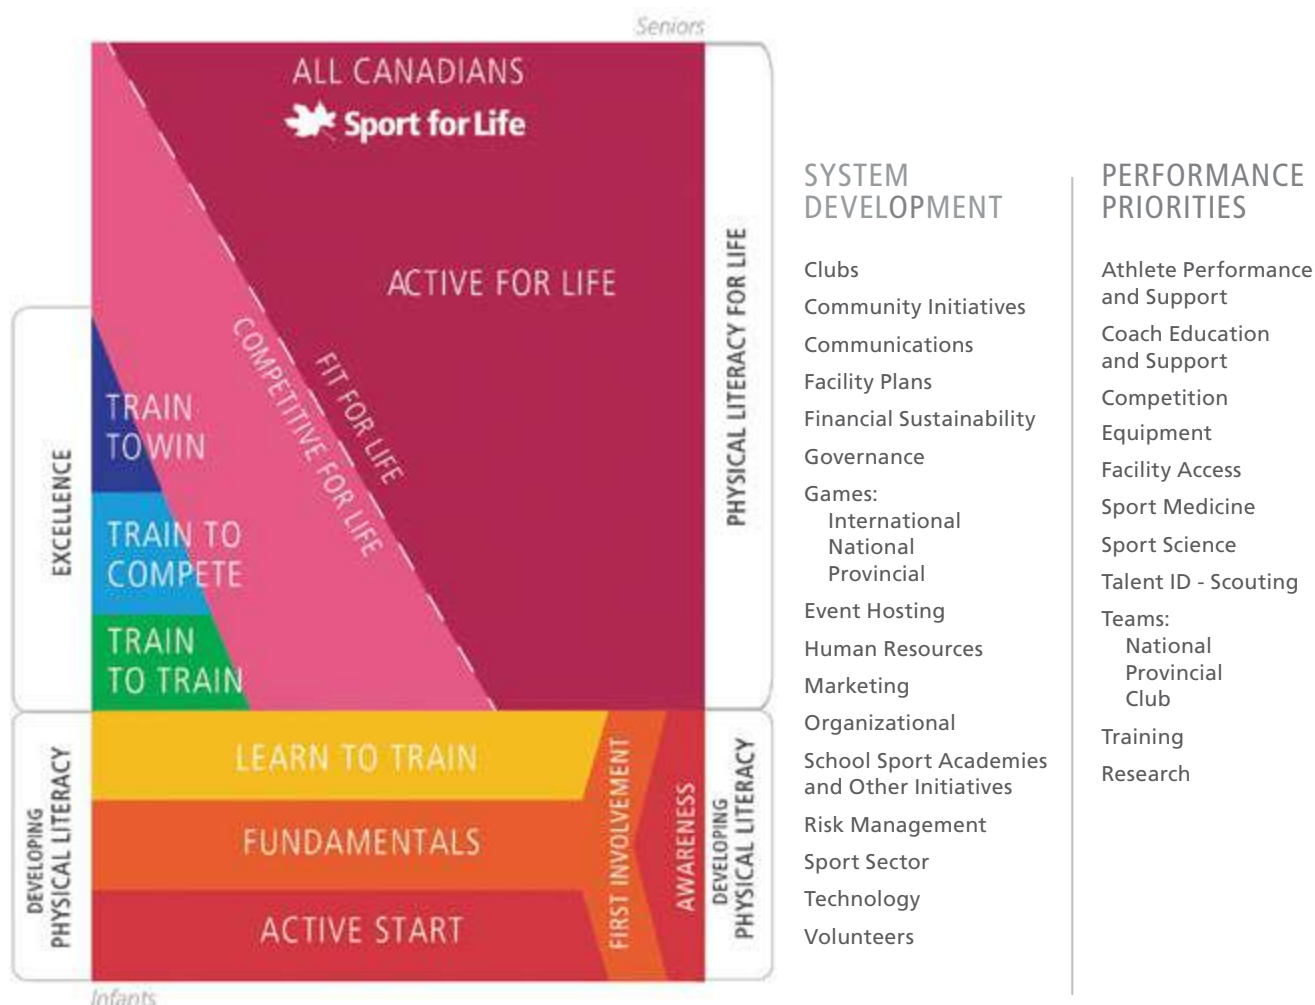 Seniors
ALL CANADIANS
Sport for Life
ACTIVE FOR LIFE
FIT FOR LIFE
COMPETITIVE FOR LIFE
PHYSICAL LITERACY FOR LIFE
EXCELLENCE
TRAIN
TO WIN
TRAIN TO
COMPETE
TRAIN
TO TRAIN
DEVELOPING
PHYSICAL LITERACY
LEARN TO TRAIN
FUNDAMENTALS
ACTIVE START
FIRST INVOLVEMENT
AWARENESS
DEVELOPING
PHYSICAL LITERACY
Infants
SYSTEM
DEVELOPMENT
Clubs
Community Initiatives
Communications
Facility Plans
Financial Sustainability
Governance
Games:
International
National
Provincial
Event Hosting
Human Resources
Marketing
Organizational
School Sport Academies
and Other Initiatives
Risk Management
Sport Sector
Technology
Volunteers
PERFORMANCE
PRIORITIES
Athlete Performance
and Support
Coach Education
and Support
Competition
Equipment
Facility Access
Sport Medicine
Sport Science
Talent ID - Scouting
Teams:
National
Provincial
Club
Training
Research